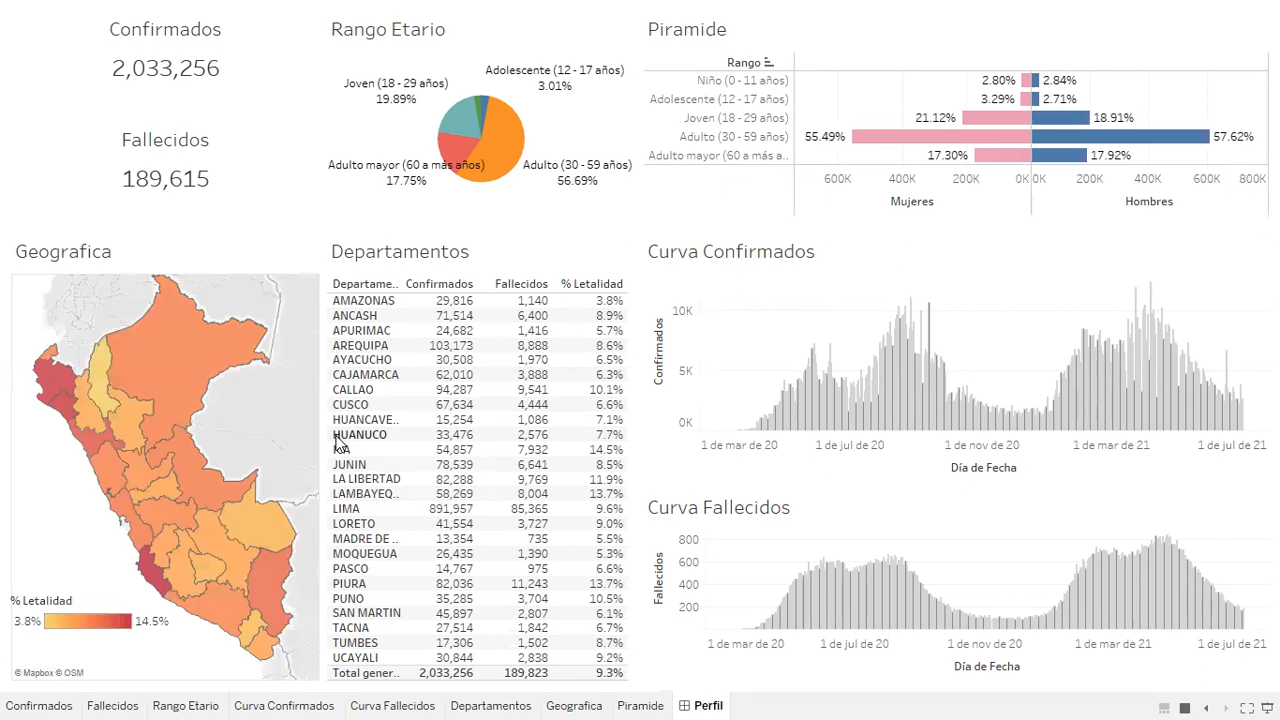 Confirmados
2,033,256
Fallecidos
189,615
Rango Etario
Adolescente (12 - 17 años)
3.01%
Joven (18 - 29 años)
19.89%
Adulto mayor (60 a más años)
17.75%
Adulto (30 - 59 años)
56.69%
Piramide
Rango
Niño (0 - 11 años) 2.80% 2.84%
Adolescente (12 - 17 años) 3.29% 2.71%
Joven (18 - 29 años) 21.12% 18.91%
Adulto (30 - 59 años) 55.49% 57.62%
Adulto mayor (60 a más a.. 17.30% 17.92%
600K 400K 200K 0K 0K 200K 400K 600K 800K
Mujeres Hombres
Geografica
% Letalidad
3.8% 14.5%
© Mapbox © OSM
Departamentos
Departame.. Confirmados Fallecidos % Letalidad
AMAZONAS 29,816 1,140 3.8%
ANCASH 71,514 6,400 8.9%
APURIMAC 24,682 1,416 5.7%
AREQUIPA 103,173 8,888 8.6%
AYACUCHO 30,508 1,970 6.5%
CAJAMARCA 62,010 3,888 6.3%
CALLAO 94,287 9,541 10.1%
CUSCO 67,634 4,444 6.6%
HUANCAVE.. 15,254 1,086 7.1%
HUANUCO 33,476 2,576 7.7%
54,857 7,932 14.5%
JUNIN 78,539 6,641 8.5%
LA LIBERTAD 82,288 9,769 11.9%
LAMBAYEQ.. 58,269 8,004 13.7%
LIMA 891,957 85,365 9.6%
LORETO 41,554 3,727 9.0%
MADRE DE .. 13,354 735 5.5%
MOQUEGUA 26,435 1,390 5.3%
PASCO 14,767 975 6.6%
PIURA 82,036 11,243 13.7%
PUNO 35,285 3,704 10.5%
SAN MARTIN 45,897 2,807 6.1%
TACNA 27,514 1,842 6.7%
TUMBES 17,306 1,502 8.7%
UCAYALI 30,844 2,838 9.2%
Total gener.. 2,033,256 189,823 9.3%
Curva Confirmados
Confirmados
10K
5K
0K
1 de mar de 20 1 de jul de 20 1 de nov de 20 1 de mar de 21 1 de jul de 21
Día de Fecha
Curva Fallecidos
Fallecidos
800
600
400
200
1 de mar de 20 1 de jul de 20 1 de nov de 20 1 de mar de 21 1 de jul de 21
Día de Fecha
Confirmados Fallecidos Rango Etario Curva Confirmados Curva Fallecidos Departamentos Geografica Piramide Perfil